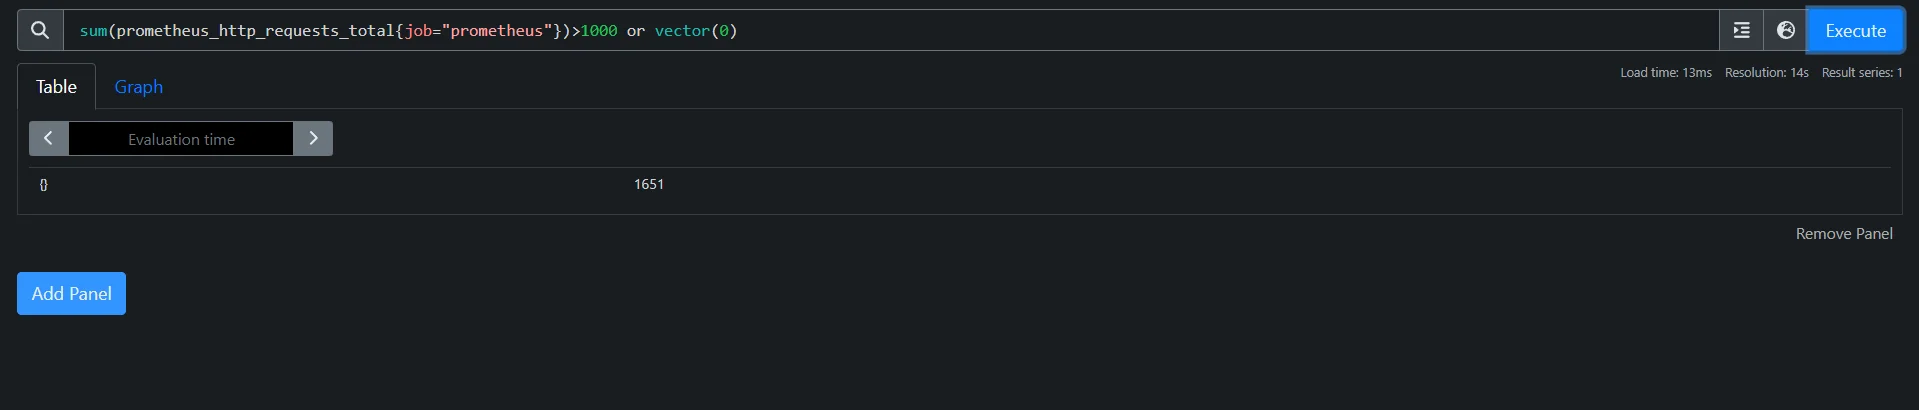 sum(prometheus_http_requests_total{job="prometheus"})>1000 or vector(0)
Execute
Table
Graph
Load time: 13ms Resolution: 14s Result series: 1
Evaluation time
{} 1651
Remove Panel
Add Panel